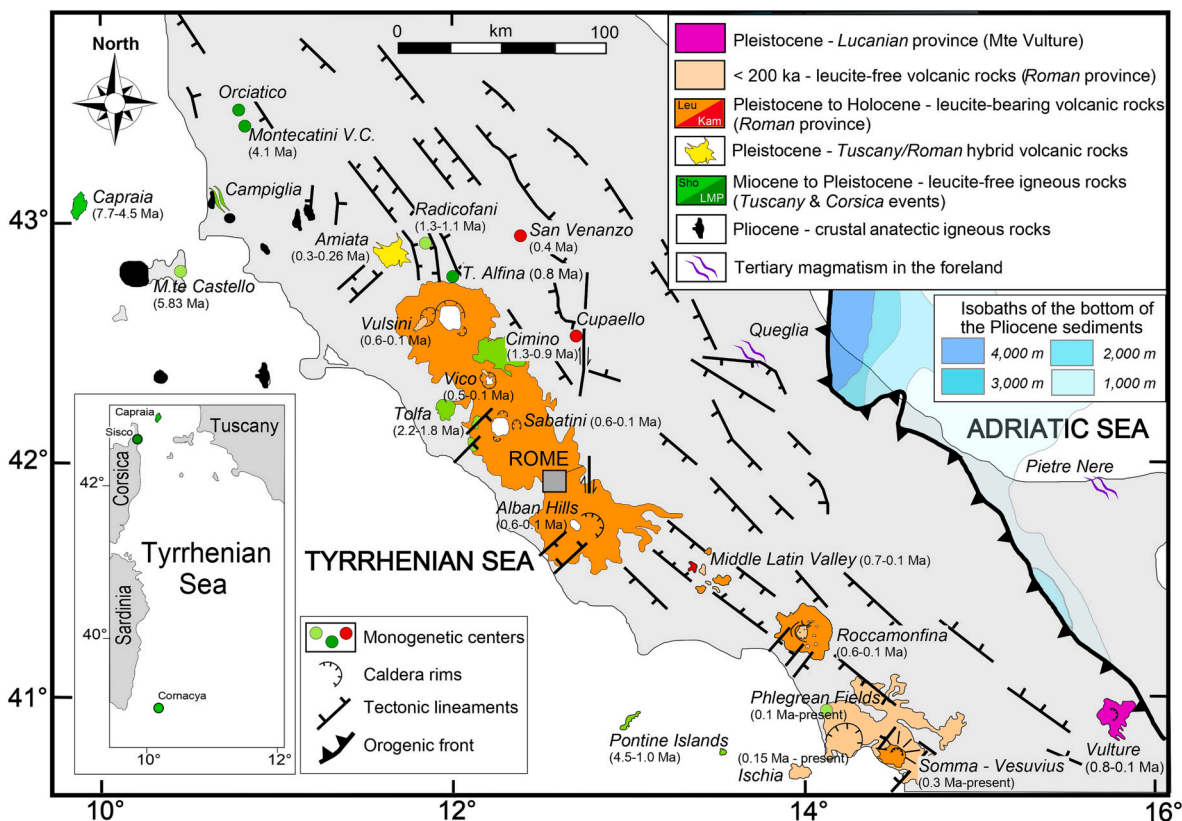 North
0
km
100
Pleistocene - Lucanian province (Mte Vulture)
< 200 ka - leucite-free volcanic rocks (Roman province)
Leu
Kam
Pleistocene to Holocene - leucite-bearing volcanic rocks
(Roman province)
Pleistocene - Tuscany/Roman hybrid volcanic rocks
Sho
LMP
Miocene to Pleistocene - leucite-free igneous rocks
(Tuscany & Corsica events)
Pliocene - crustal anatectic igneous rocks
Tertiary magmatism in the foreland
Isobaths of the bottom of
the Pliocene sediments
4,000 m
2,000 m
3,000 m
1,000 m
Orciatico
Montecatini V.C.
(4.1 Ma)
Capraia
(7.7-4.5 Ma)
Campiglia
43°
Radicofani
(1.3-1.1 Ma)
San Venanzo
(0.4 Ma)
Amiata
(0.3-0.26 Ma)
T. Alfina (0.8 Ma)
M.te Castello
(5.83 Ma)
Vulsini
(0.6-0.1 Ma)
Cupaello
Queglia
Cimino
(1.3-0.9 Ma)
Vico
(0.5-0.1 Ma)
Tolfa
(2.2-1.8 Ma)
Sabatini (0.6-0.1 Ma)
ADRIATIC SEA
42°
ROME
Pietre Nere
Alban Hills
(0.6-0.1 Ma)
TYRRHENIAN SEA
Middle Latin Valley (0.7-0.1 Ma)
Roccamonfina
(0.6-0.1 Ma)
41°
Phlegrean Fields
(0.1 Ma-present)
Pontine Islands
(4.5-1.0 Ma)
(0.15 Ma - present)
Ischia
Somma - Vesuvius
(0.3 Ma-present)
Vulture
(0.8-0.1 Ma)
Capraia
Sisco
Tuscany
Corsica
42°
Tyrrhenian
Sea
Sardinia
40°
Cornacya
10°
12°
Monogenetic centers
Caldera rims
Tectonic lineaments
Orogenic front
10°
12°
14°
16°